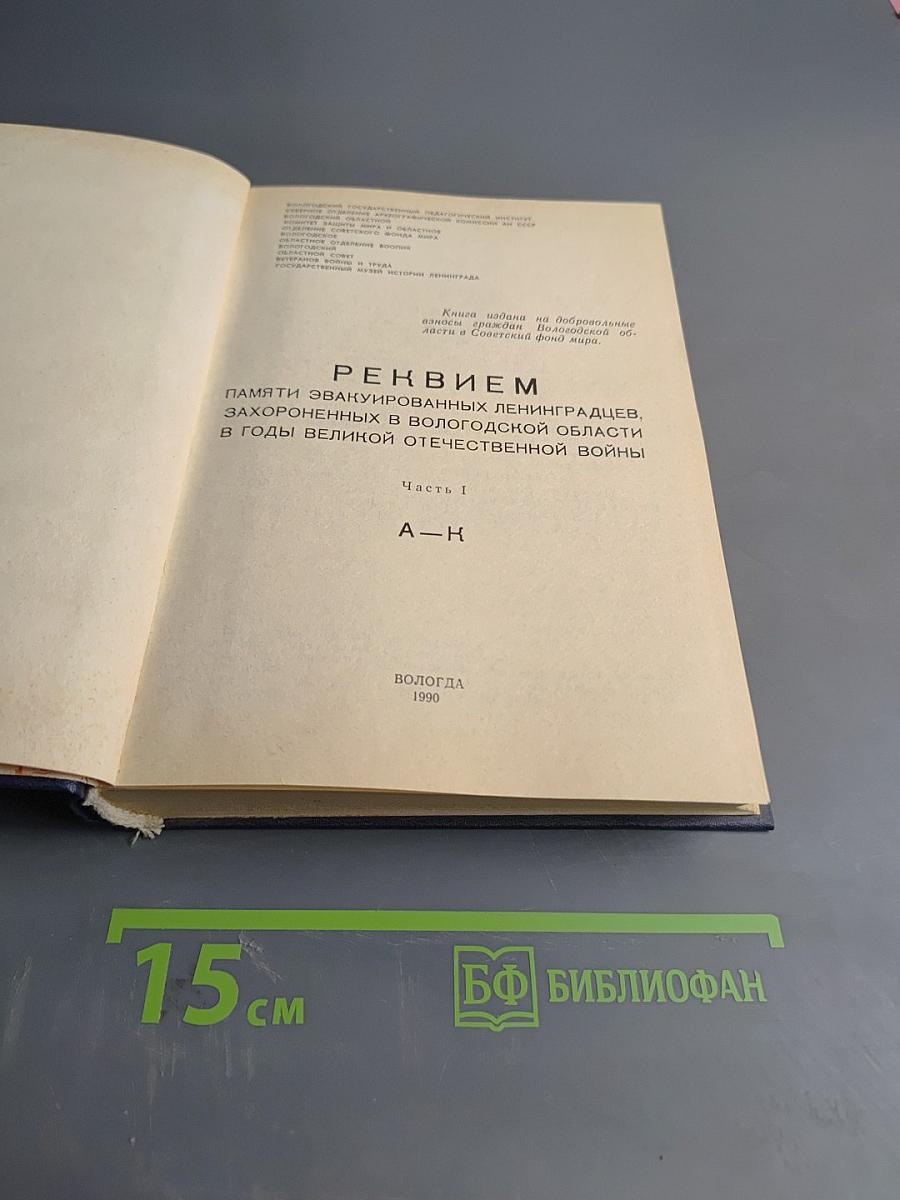 ВОЛОГОДСКИЙ ГОСУДАРСТВЕННЫЙ ПЕДАГОГИЧЕСКИЙ ИНСТИТУТ
СЕВЕРНОЕ ОТДЕЛЕНИЕ АРХЕОГРАФИЧЕСКОЙ КОМИССИИ АН СССР
ВОЛОГОДСКИЙ ОБЛАСТНОЙ
КОМИТЕТ ЗАЩИТЫ МИРА И ОБЛАСТНОЕ
ОТДЕЛЕНИЕ СОВЕТСКОГО ФОНДА МИРА
ВОЛОГОДСКОЕ
ОБЛАСТНОЕ ОТДЕЛЕНИЕ ВООПИК
ВОЛОГОДСКИЙ
ОБЛАСТНОЙ СОВЕТ
ВЕТЕРАНОВ ВОЙНЫ И ТРУДА
ГОСУДАРСТВЕННЫЙ МУЗЕЙ ИСТОРИИ ЛЕНИНГРАДА
Книга издана на добровольные
взносы граждан Вологодской об-
ласти в Советский фонд мира.
РЕКВИЕМ
ПАМЯТИ ЭВАКУИРОВАННЫХ ЛЕНИНГРАДЦЕВ,
ЗАХОРОНЕННЫХ В ВОЛОГОДСКОЙ ОБЛАСТИ
В ГОДЫ ВЕЛИКОЙ ОТЕЧЕСТВЕННОЙ ВОЙНЫ
Часть I
А—К
ВОЛОГДА
1990
15 см
БФ БИБЛИОФАН